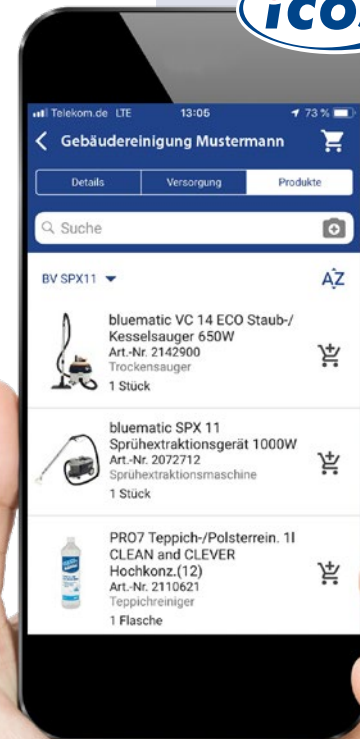 ico
Telekom.de LTE 13:05 73 %
Gebäudereinigung Mustermann
Details Versorgung Produkte
Suche
BV SPX11 AZ
bluematic VC 14 ECO Staub-/
Kesselsauger 650W
Art.-Nr. 2142900
Trockensauger
1 Stück
bluematic SPX 11
Sprühextraktionsgerät 1000W
Art.-Nr. 2072712
Sprühextraktionsmaschine
1 Stück
PRO7 Teppich-/Polsterrein. 1l
CLEAN and CLEVER
Hochkonz.(12)
Art.-Nr. 2110621
Teppichreiniger
1 Flasche